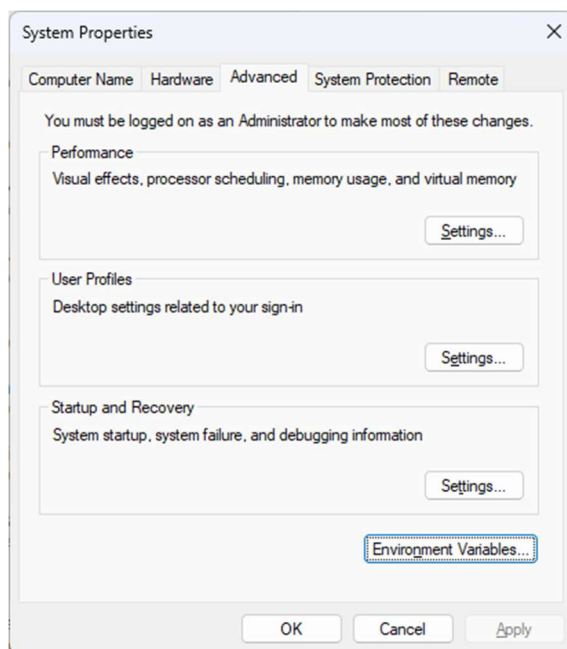 System Properties
Computer Name Hardware Advanced System Protection Remote
You must be logged on as an Administrator to make most of these changes.
Performance
Visual effects, processor scheduling, memory usage, and virtual memory
Settings...
User Profiles
Desktop settings related to your sign-in
Settings...
Startup and Recovery
System startup, system failure, and debugging information
Settings...
Environment Variables...
OK Cancel Apply